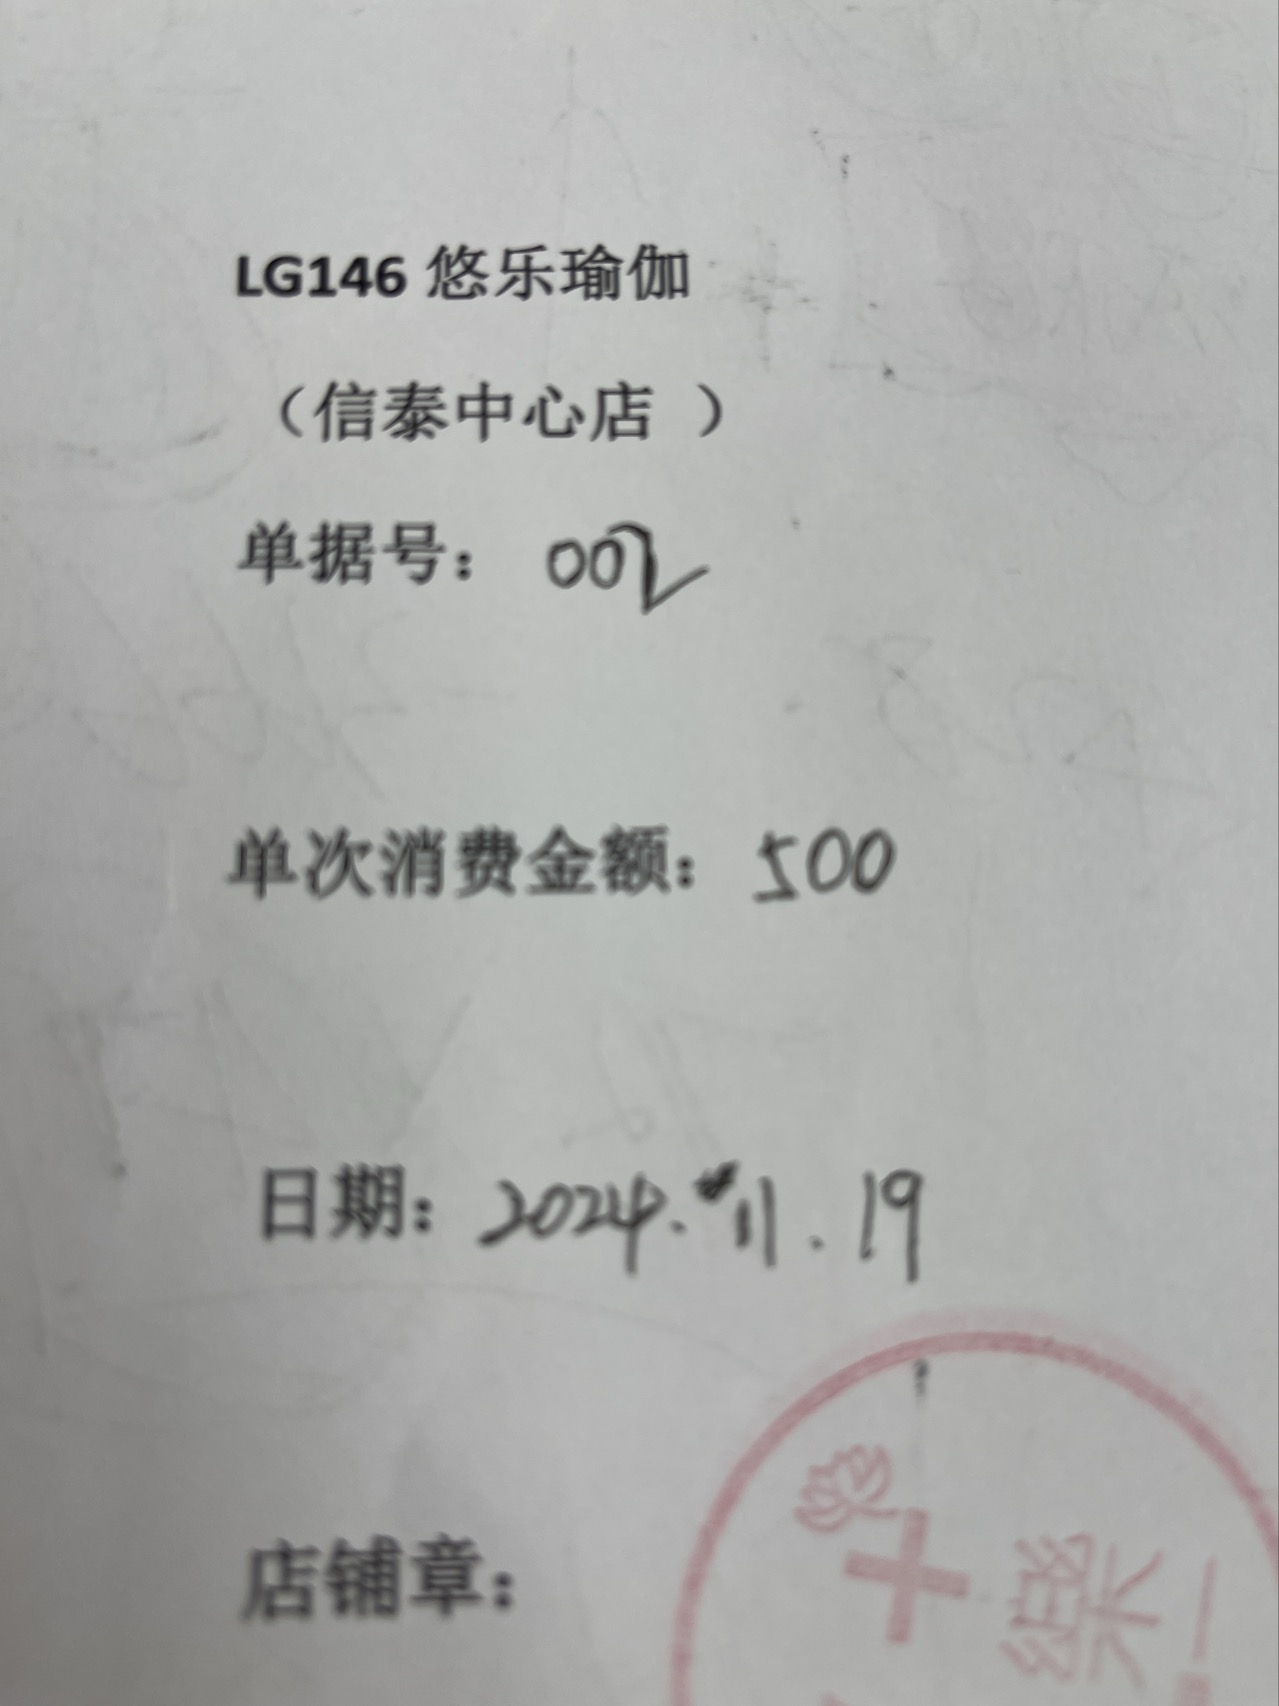 LG146 悠乐瑜伽
（信泰中心店 ）
单据号：002
单次消费金额：500
日期：2024.11.19
店铺章：